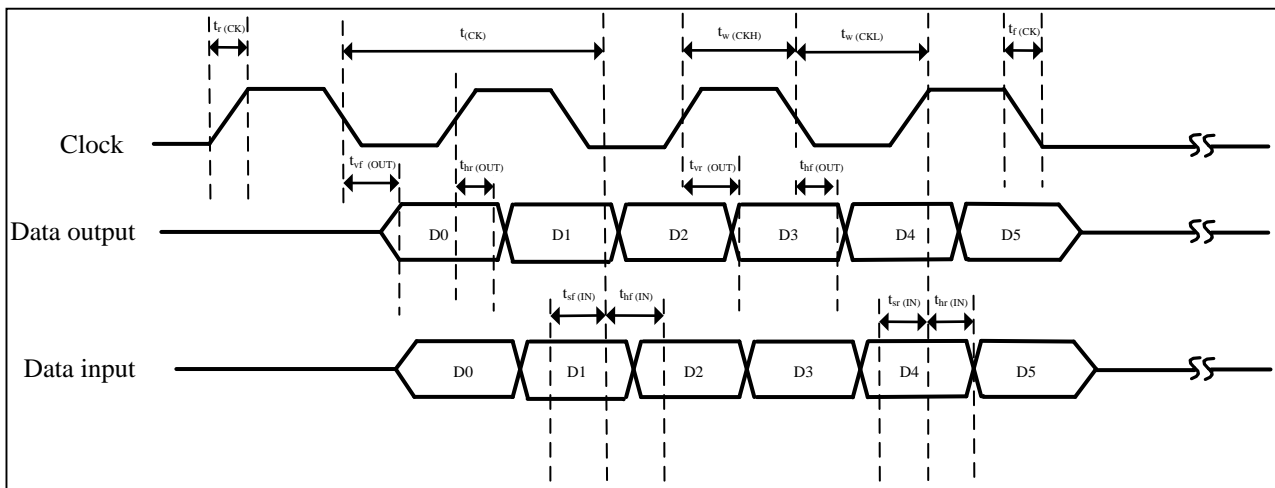 tr (CK) t(CK) tw (CKH) tw (CKL) tf (CK)
Clock
tvf (OUT) thr (OUT) tvr (OUT) thf (OUT)
Data output D0 D1 D2 D3 D4 D5
tsf (IN) thf (IN) tsr (IN) thr (IN)
Data input D0 D1 D2 D3 D4 D5